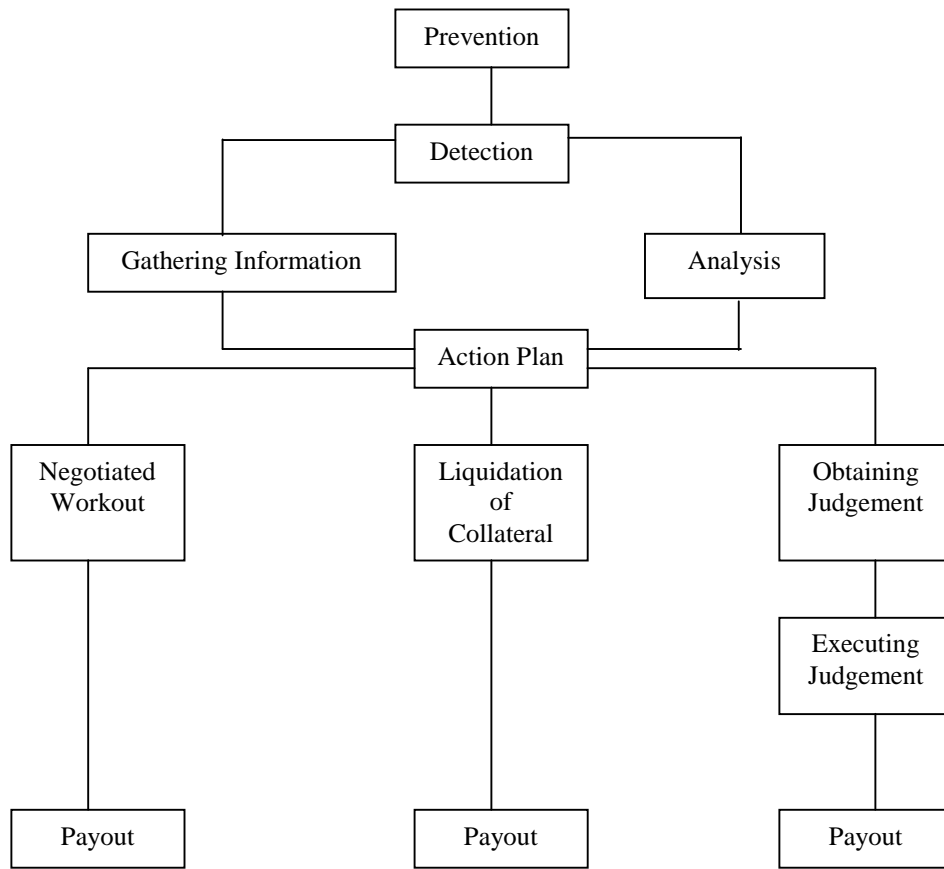 Prevention
Detection
Gathering Information
Analysis
Action Plan
Negotiated
Workout
Liquidation
of
Collateral
Obtaining
Judgement
Executing
Judgement
Payout
Payout
Payout